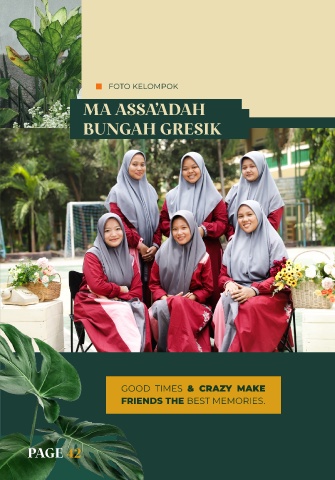 FOTO KELOMPOK
MA ASSA'ADAH
BUNGAH GRESIK
GOOD TIMES & CRAZY MAKE
FRIENDS THE BEST MEMORIES.
PAGE 42